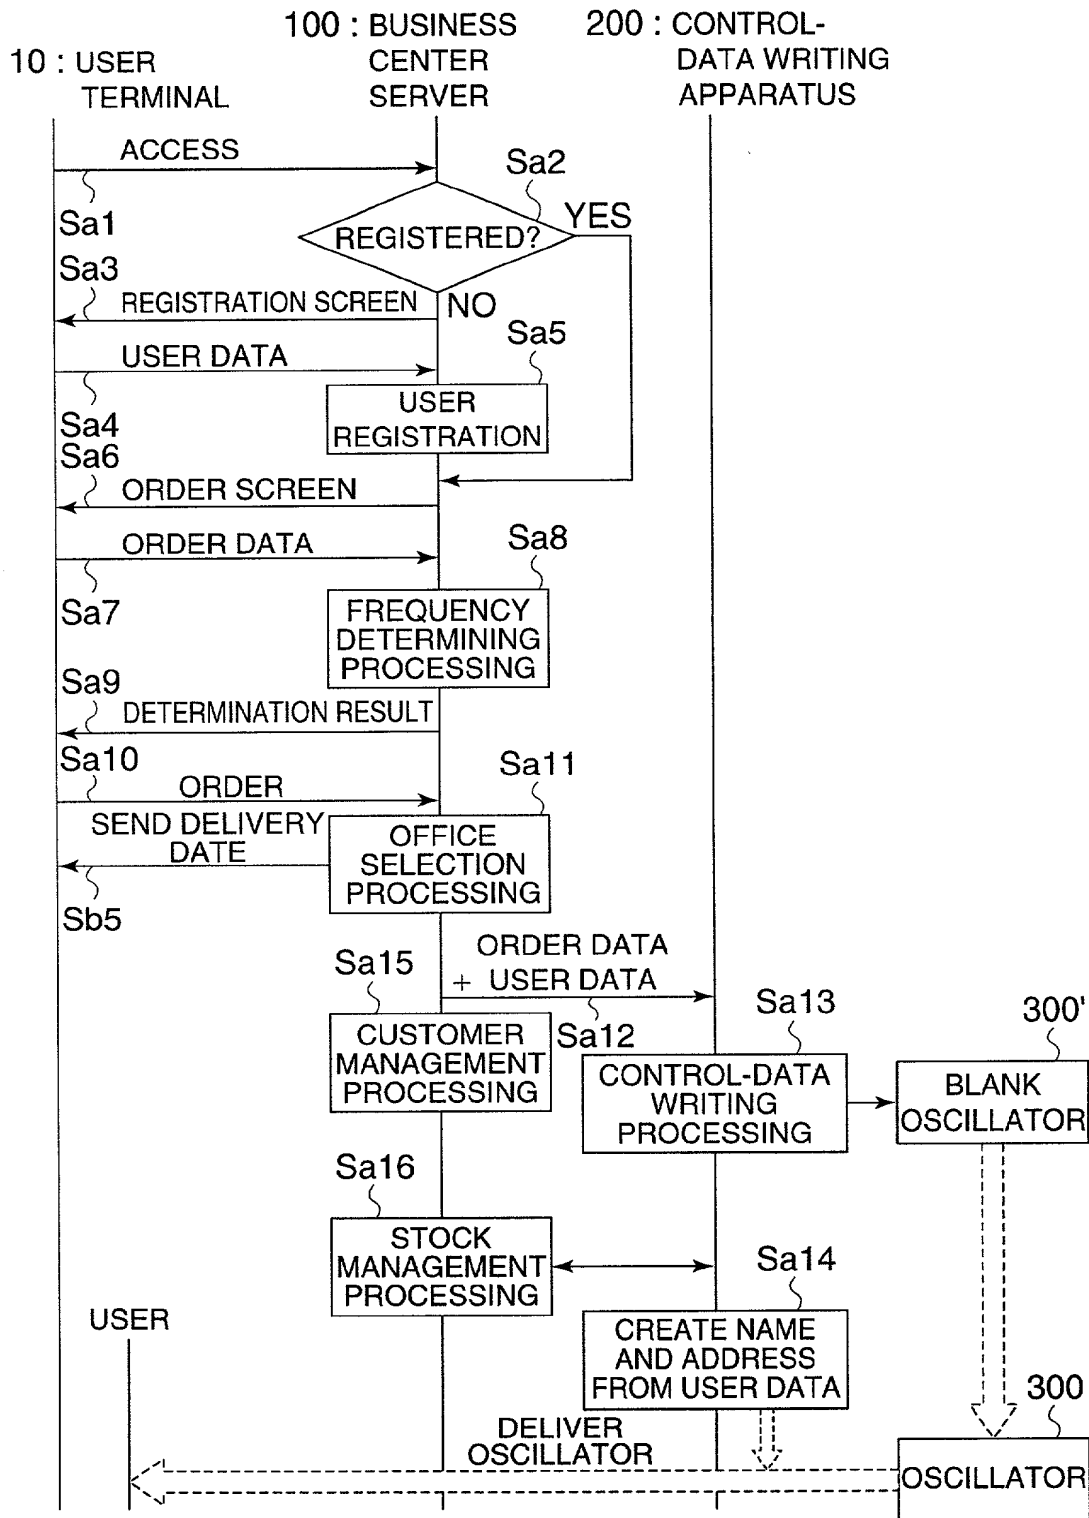 10 : USER
TERMINAL
100 : BUSINESS
CENTER
SERVER
200 : CONTROL-
DATA WRITING
APPARATUS
ACCESS
Sa1
Sa2
REGISTERED?
YES
NO
Sa3
REGISTRATION SCREEN
USER DATA
Sa4
Sa5
USER
REGISTRATION
Sa6
ORDER SCREEN
ORDER DATA
Sa7
Sa8
FREQUENCY
DETERMINING
PROCESSING
Sa9
DETERMINATION RESULT
Sa10
ORDER
Sa11
OFFICE
SELECTION
PROCESSING
SEND DELIVERY
DATE
Sb5
ORDER DATA
+ USER DATA
Sa12
Sa15
CUSTOMER
MANAGEMENT
PROCESSING
Sa13
CONTROL-DATA
WRITING
PROCESSING
300'
BLANK
OSCILLATOR
Sa16
STOCK
MANAGEMENT
PROCESSING
Sa14
CREATE NAME
AND ADDRESS
FROM USER DATA
USER
DELIVER
OSCILLATOR
300
OSCILLATOR